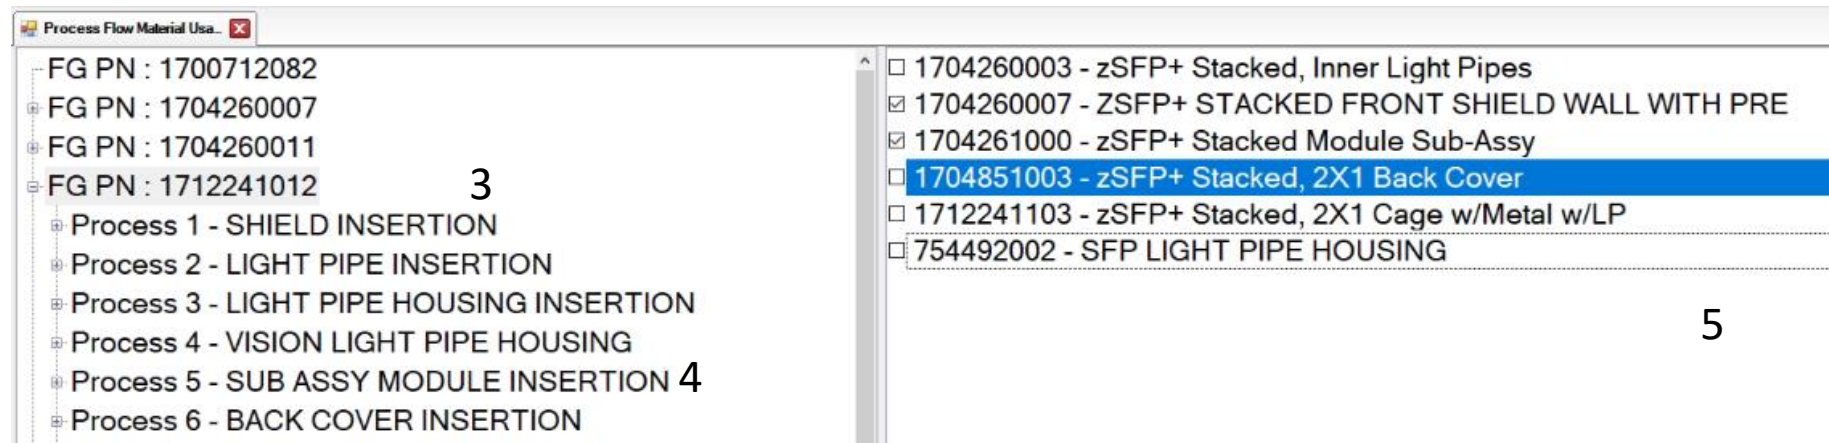 Process Flow Material Usa...
FG PN : 1700712082
FG PN : 1704260007
FG PN : 1704260011
FG PN : 1712241012
3
Process 1 - SHIELD INSERTION
Process 2 - LIGHT PIPE INSERTION
Process 3 - LIGHT PIPE HOUSING INSERTION
Process 4 - VISION LIGHT PIPE HOUSING
Process 5 - SUB ASSY MODULE INSERTION 4
Process 6 - BACK COVER INSERTION
1704260003 - zSFP+ Stacked, Inner Light Pipes
1704260007 - ZSFP+ STACKED FRONT SHIELD WALL WITH PRE
1704261000 - zSFP+ Stacked Module Sub-Assy
1704851003 - zSFP+ Stacked, 2X1 Back Cover
1712241103 - zSFP+ Stacked, 2X1 Cage w/Metal w/LP
754492002 - SFP LIGHT PIPE HOUSING
5